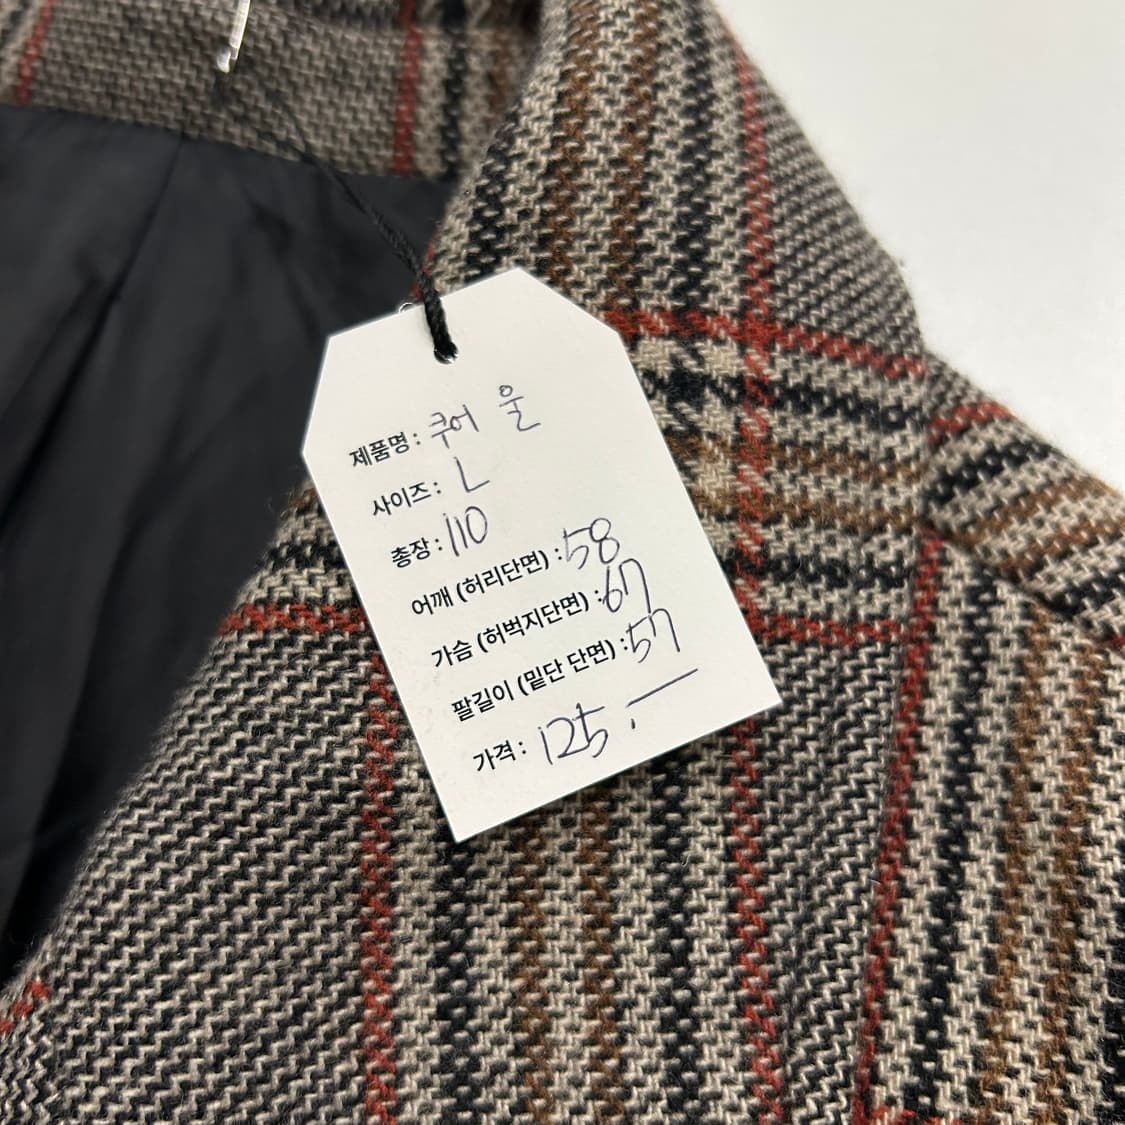 제품명 : 쿠어 울
사이즈 : L
총장 : 110
어깨 (허리단면) : 58
가슴 (허벅지단면) : 67
팔길이 (밑단 단면) : 57
가격 : 125,-